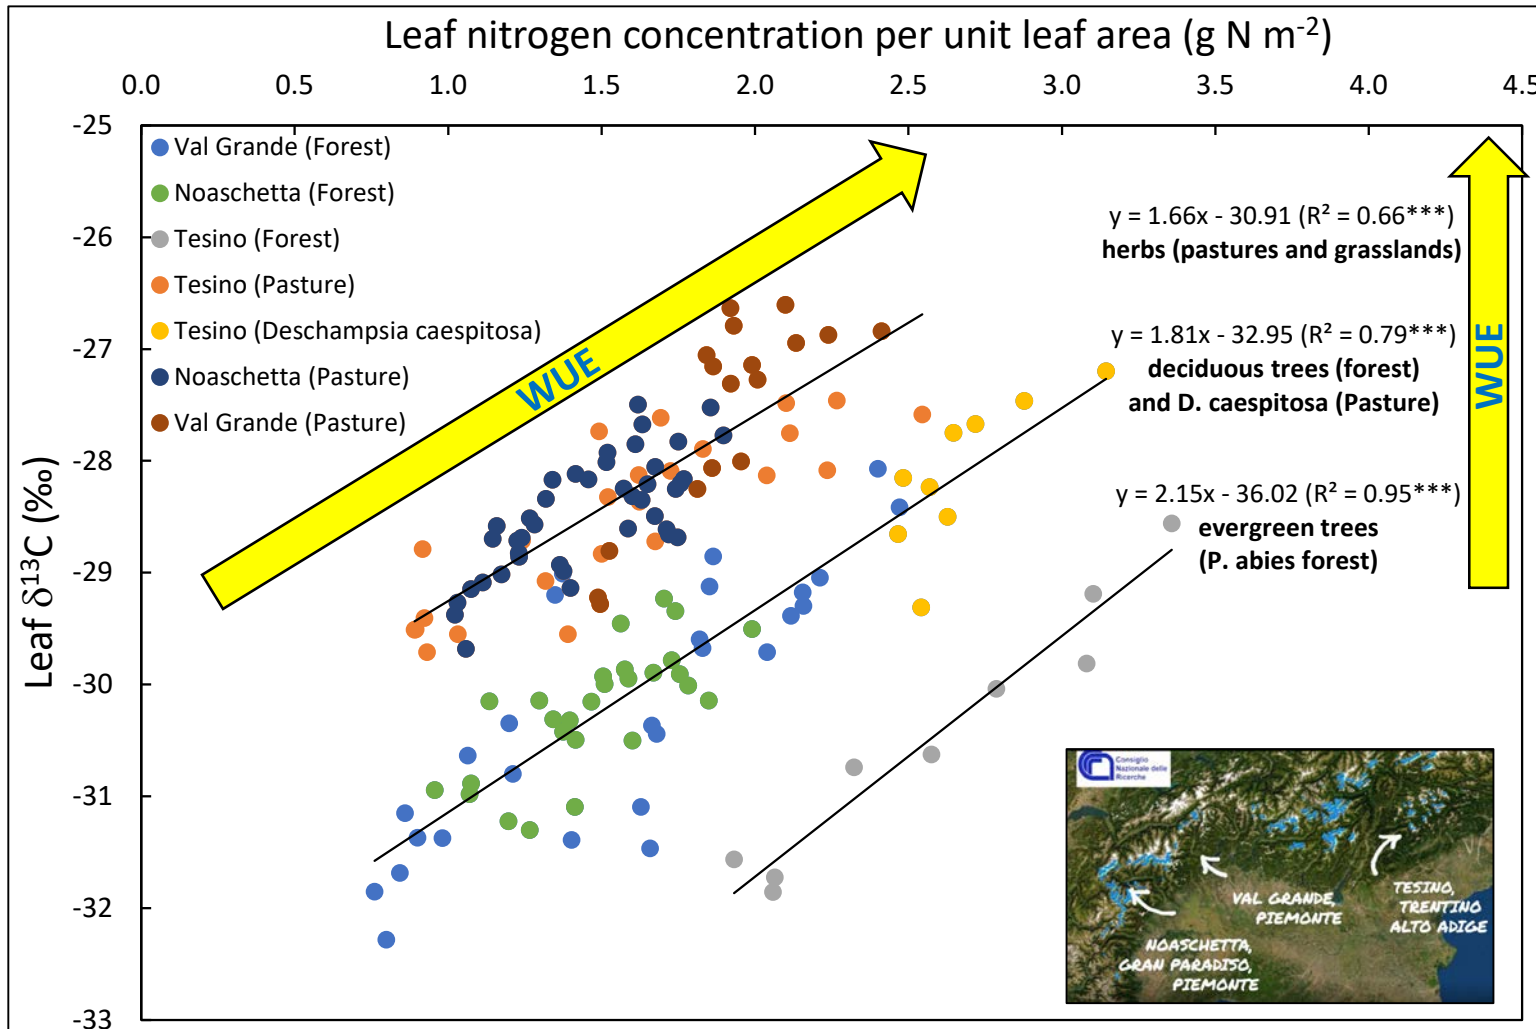 Leaf nitrogen concentration per unit leaf area (g N m-2)
0.0 0.5 1.0 1.5 2.0 2.5 3.0 3.5 4.0 4.5
-25
-26
-27
-28
-29
-30
-31
-32
-33
Leaf δ13C (‰)
Val Grande (Forest)
Noaschetta (Forest)
Tesino (Forest)
Tesino (Pasture)
Tesino (Deschampsia caespitosa)
Noaschetta (Pasture)
Val Grande (Pasture)
WUE
y = 1.66x - 30.91 (R² = 0.66***)
herbs (pastures and grasslands)
y = 1.81x - 32.95 (R² = 0.79***)
deciduous trees (forest)
and D. caespitosa (Pasture)
y = 2.15x - 36.02 (R² = 0.95***)
evergreen trees
(P. abies forest)
WUE
Consiglio
Nazionale delle
Ricerche
VAL GRANDE,
PIEMONTE
TESINO,
TRENTINO
ALTO ADIGE
NOASCHETTA,
GRAN PARADISO,
PIEMONTE